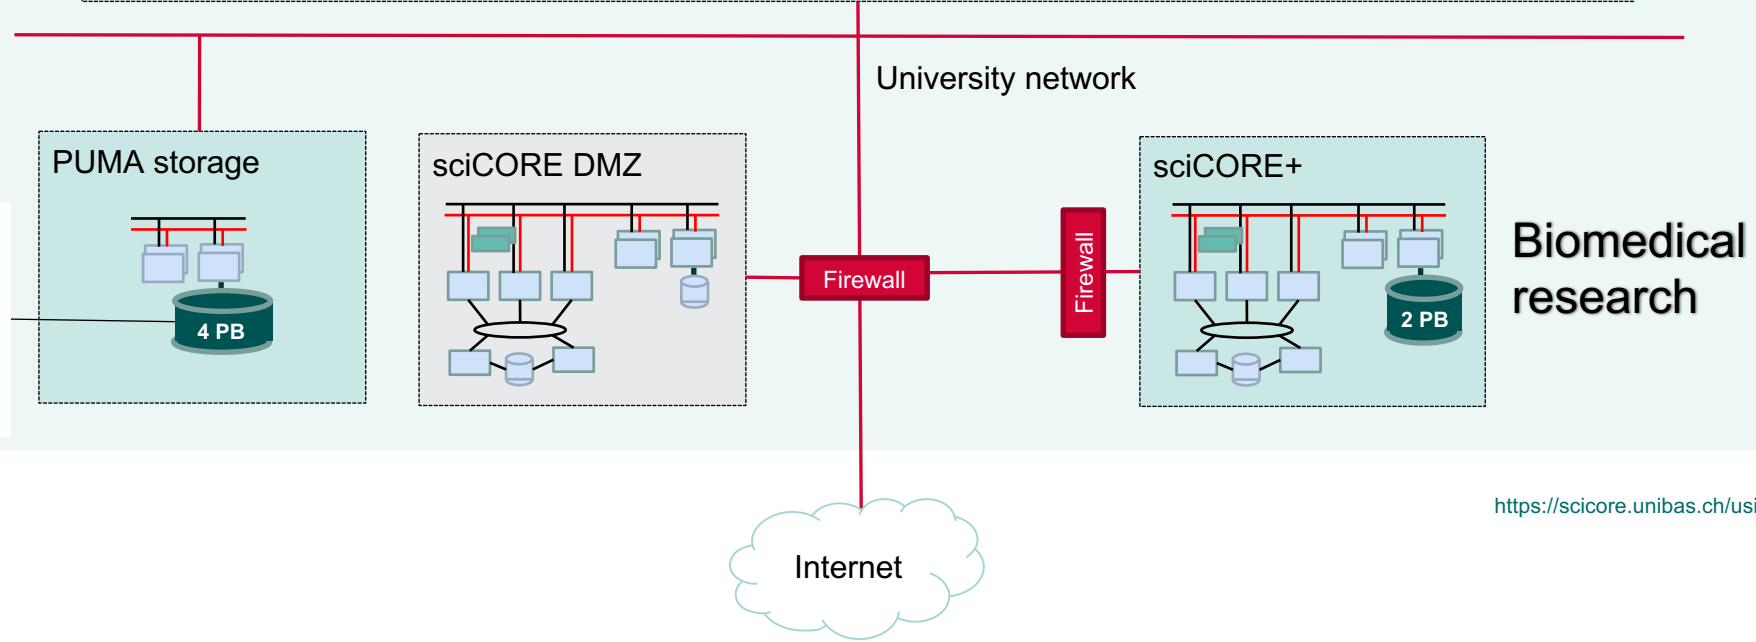 University network
PUMA storage
sciCORE DMZ
sciCORE+
Firewall
Firewall
Biomedical
research
4 PB
2 PB
https://scicore.unibas.ch/usi
Internet